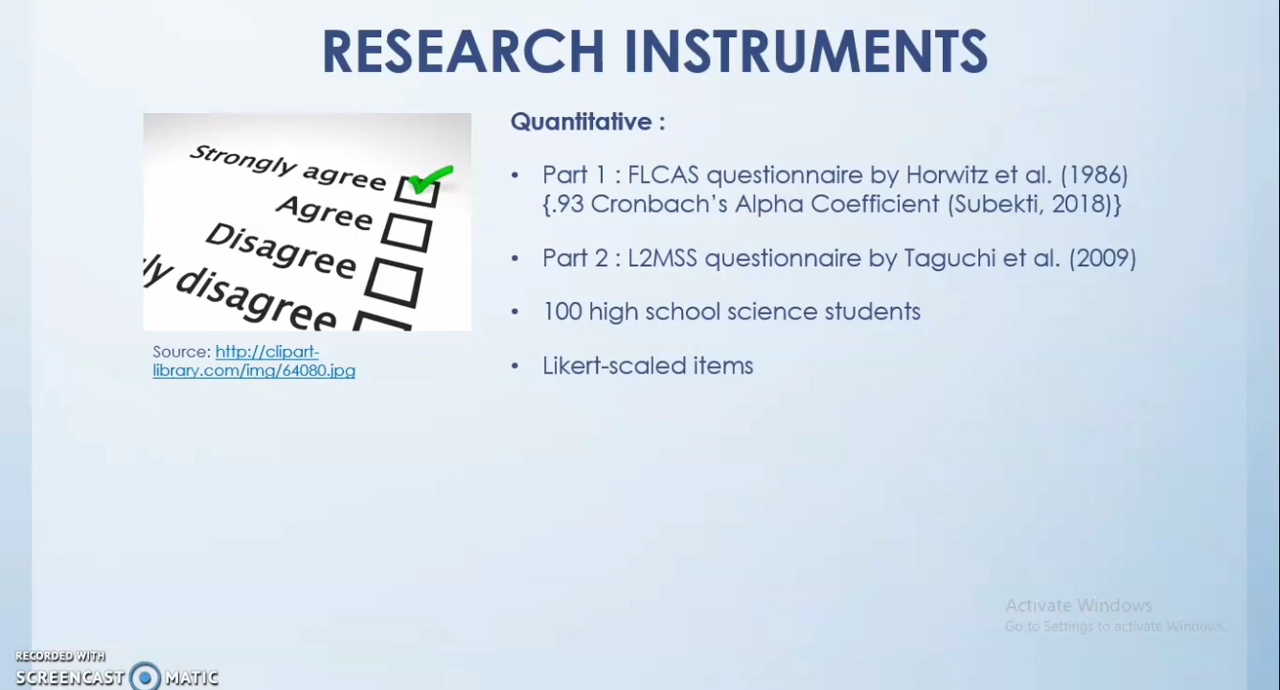 RESEARCH INSTRUMENTS
Strongly agree
Agree
Disagree
ly disagree
Source: http://clipart-
library.com/img/64080.jpg
Quantitative :
• Part 1 : FLCAS questionnaire by Horwitz et al. (1986)
{.93 Cronbach’s Alpha Coefficient (Subekti, 2018)}
• Part 2 : L2MSS questionnaire by Taguchi et al. (2009)
• 100 high school science students
• Likert-scaled items
Activate Windows
Go to Settings to activate Windows.
RECORDED WITH
SCREENCAST MATIC